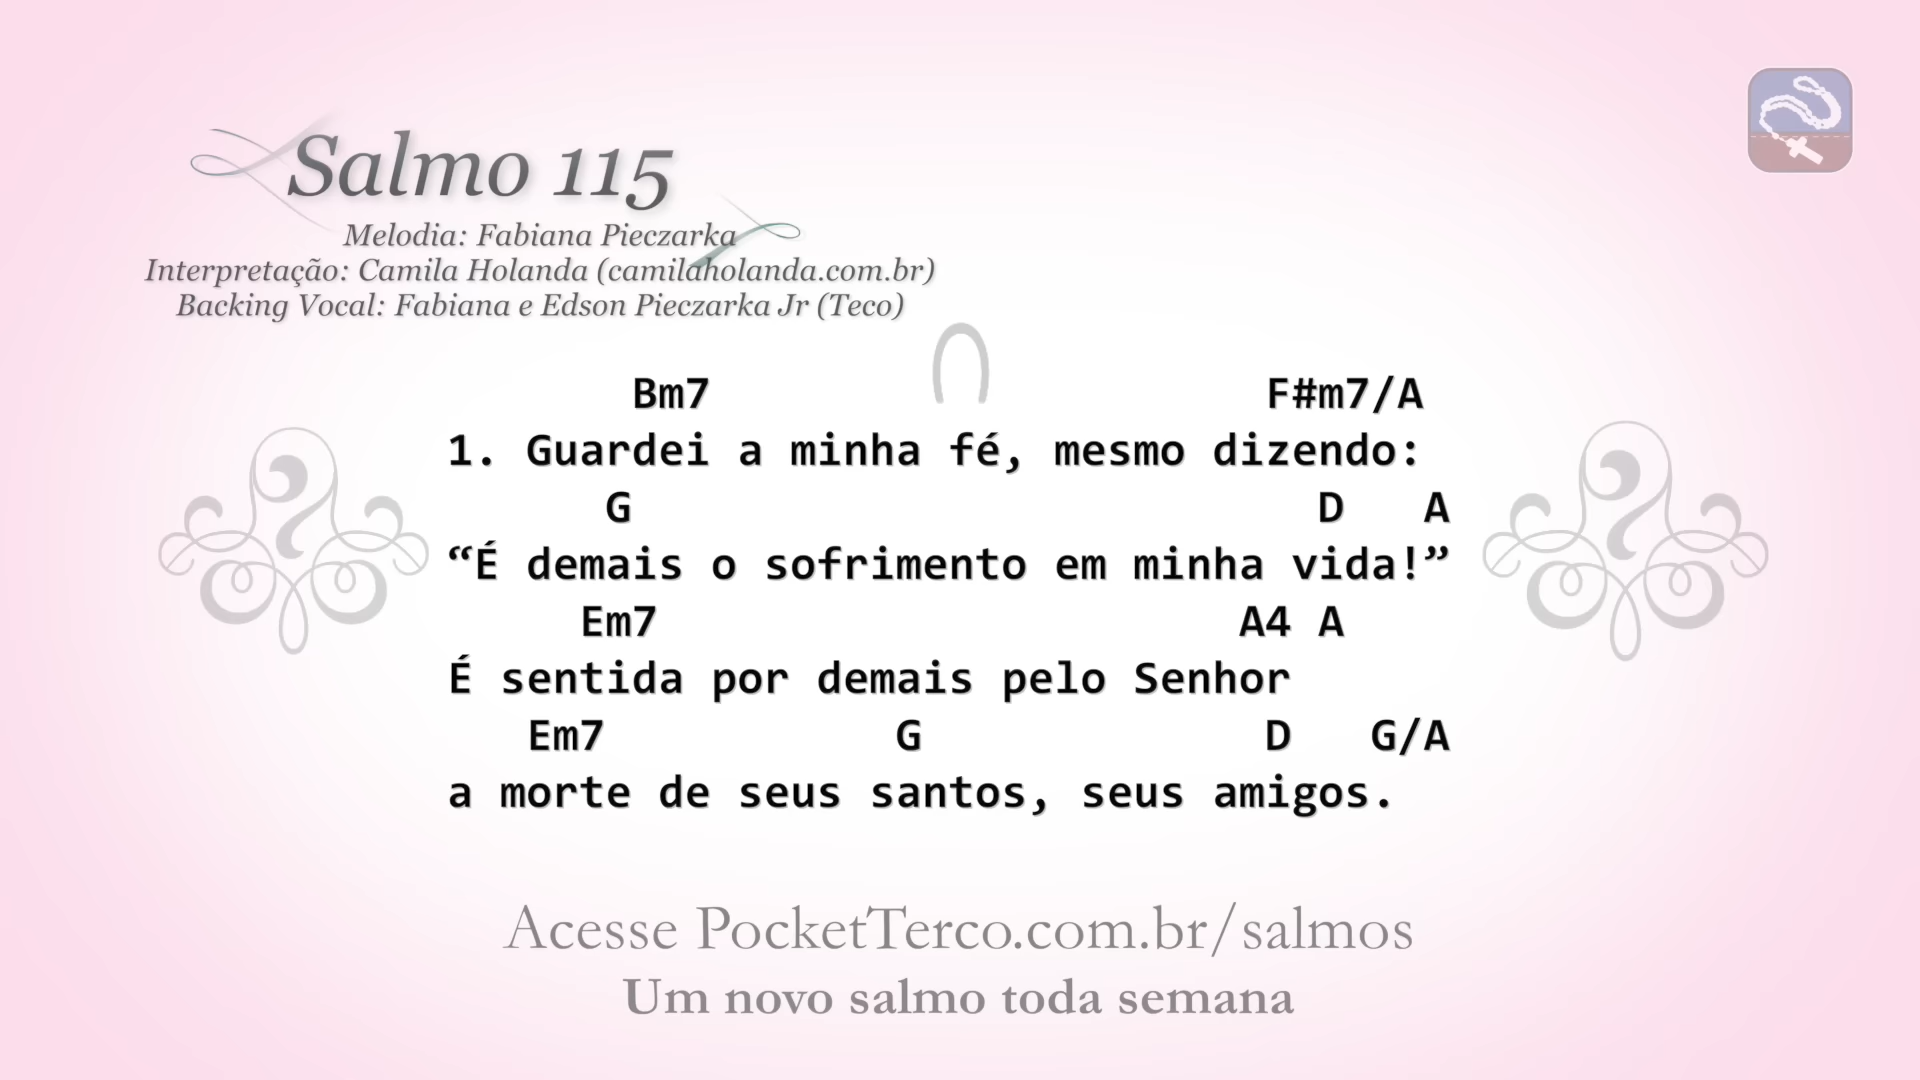 Salmo 115
Melodia: Fabiana Pieczarka
Interpretação: Camila Holanda (camilaholanda.com.br)
Backing Vocal: Fabiana e Edson Pieczarka Jr (Teco)
Bm7 F#m7/A
1. Guardei a minha fé, mesmo dizendo:
G D A
“É demais o sofrimento em minha vida!”
Em7 A4 A
É sentida por demais pelo Senhor
Em7 G D G/A
a morte de seus santos, seus amigos.
Acesse PocketTerco.com.br/salmos
Um novo salmo toda semana